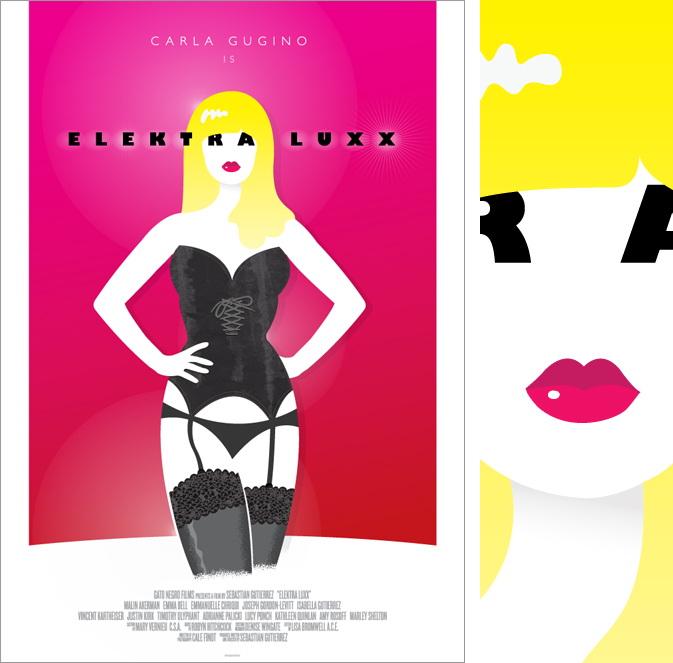 CARLA GUGINO
IS
ELEKTRA LUXX
R A
GATO NEGRO FILMS PRESENTS A FILM BY SEBASTIAN GUTIERREZ "ELEKTRA LUXX"
MALIN AKERMAN EMMA BELL EMMANUELLE CHRIQUI JOSEPH GORDON-LEVITT ISABELLA GUTIERREZ
VINCENT KARTHEISER JUSTIN KIRK TIMOTHY OLYPHANT ADRIANNE PALICKI LUCY PUNCH KATHLEEN QUINLAN AMY ROSOFF MARLEY SHELTON
MARY VERNIEU C.S.A. ROBYN HITCHCOCK DENISE WINGATE LISA BROMWELL A.C.E.
CALE FINOT SEBASTIAN GUTIERREZ